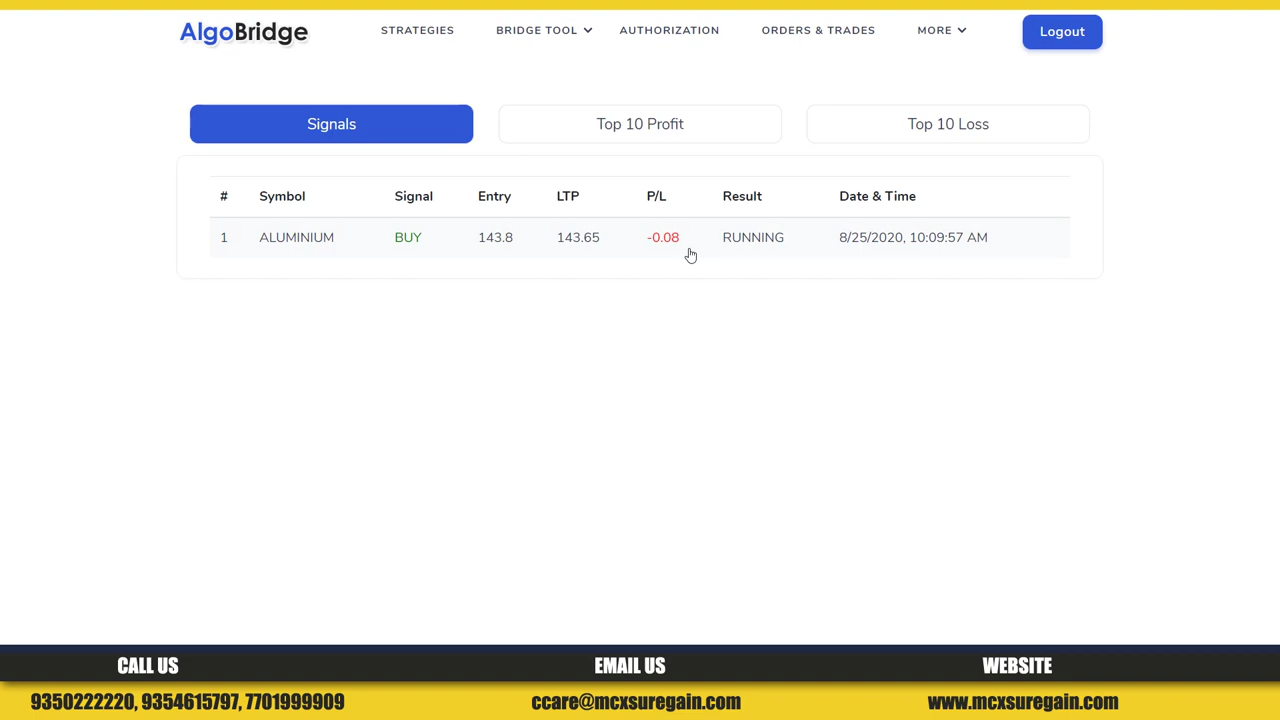 AlgoBridge STRATEGIES BRIDGE TOOL AUTHORIZATION ORDERS & TRADES MORE Logout
Signals Top 10 Profit Top 10 Loss
# Symbol Signal Entry LTP P/L Result Date & Time
1 ALUMINIUM BUY 143.8 143.65 -0.08 RUNNING 8/25/2020, 10:09:57 AM
CALL US EMAIL US WEBSITE
9350222220, 9354615797, 7701999909 ccare@mcxsuregain.com www.mcxsuregain.com